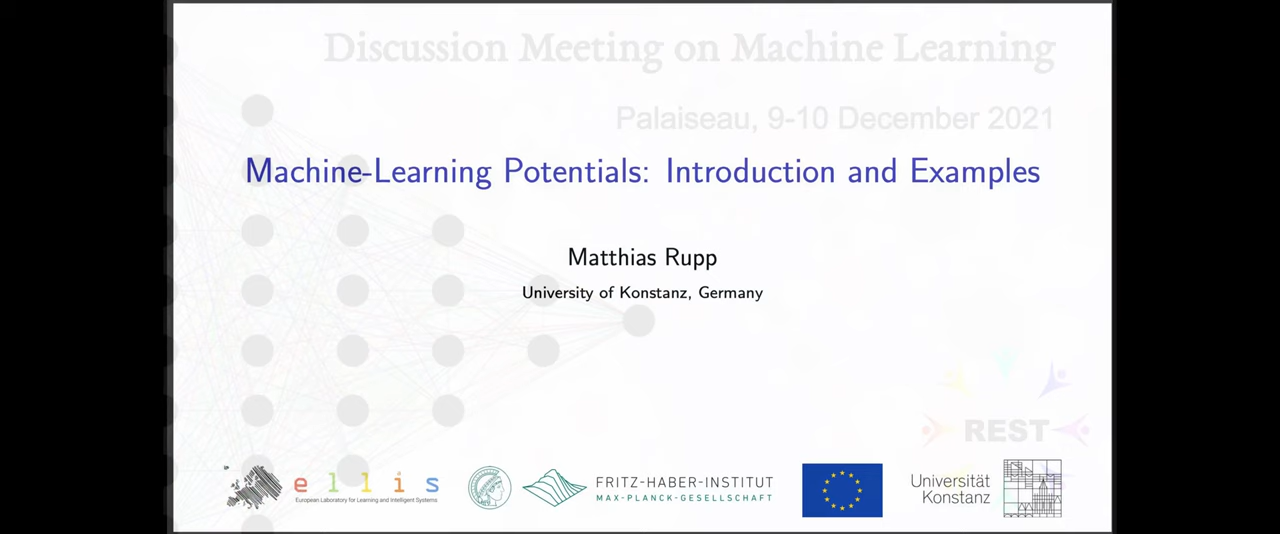 Discussion Meeting on Machine Learning
Palaiseau, 9-10 December 2021
Machine-Learning Potentials: Introduction and Examples
Matthias Rupp
University of Konstanz, Germany
REST
ellis
European Laboratory for Learning and Intelligent Systems
FRITZ-HABER-INSTITUT
MAX-PLANCK-GESELLSCHAFT
Universität
Konstanz